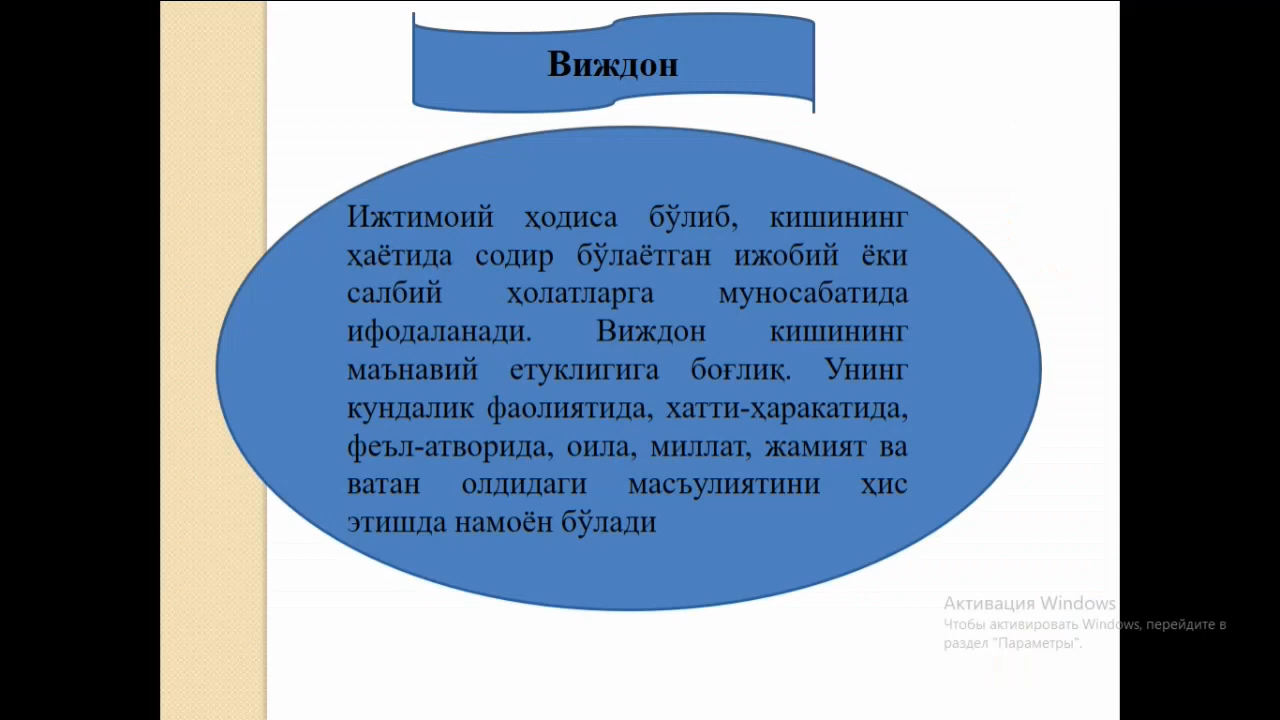 Виждон
Ижтимоий ҳодиса бўлиб, кишининг
ҳаётида содир бўлаётган ижобий ёки
салбий ҳолатларга муносабатида
ифодаланади. Виждон кишининг
маънавий етуклигига боғлиқ. Унинг
кундалик фаолиятида, хатти-ҳаракатида,
феъл-атворида, оила, миллат, жамият ва
ватан олдидаги масъулиятини ҳис
этишда намоён бўлади
Активация Windows
Чтобы активировать Windows, перейдите в
раздел "Параметры".